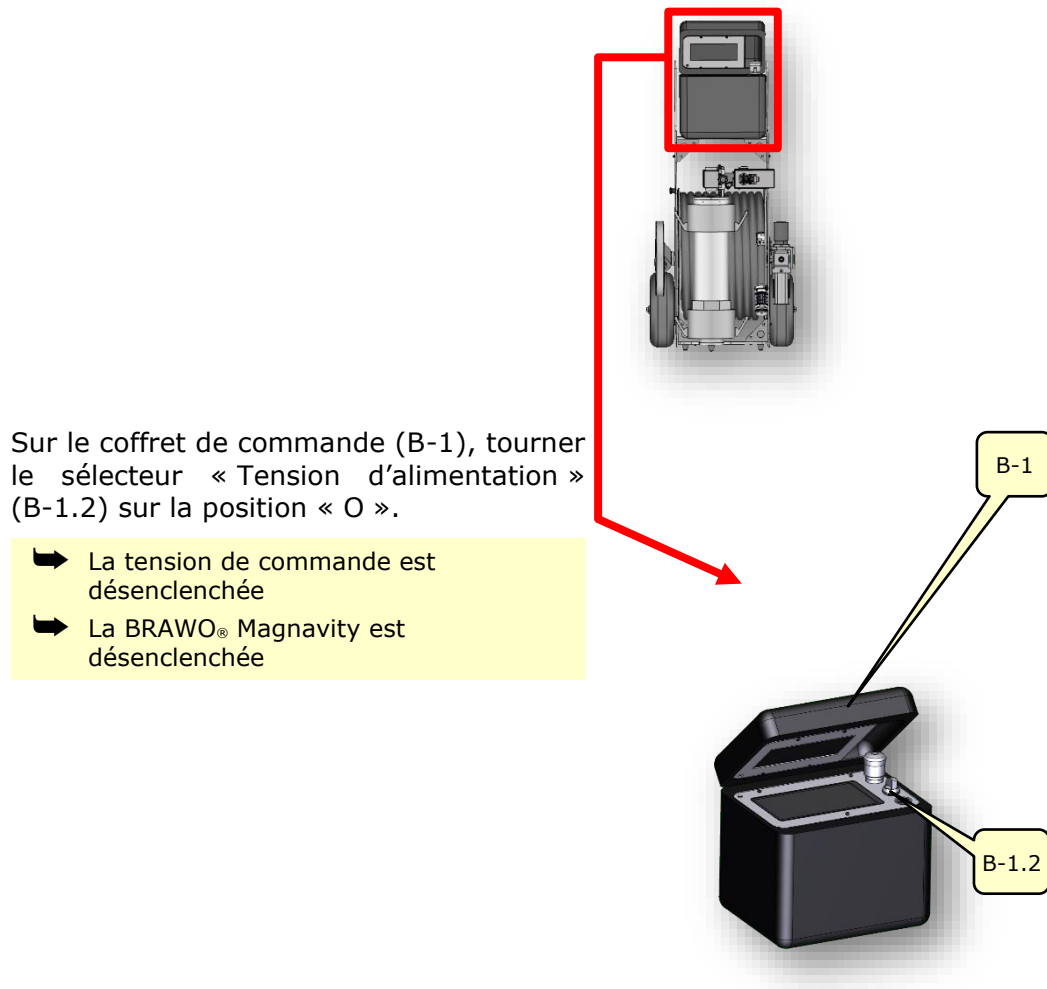 Sur le coffret de commande (B-1), tourner
le sélecteur « Tension d’alimentation »
(B-1.2) sur la position « O ».
➥ La tension de commande est
désenclenchée
➥ La BRAWO® Magnavity est
désenclenchée
B-1
B-1.2